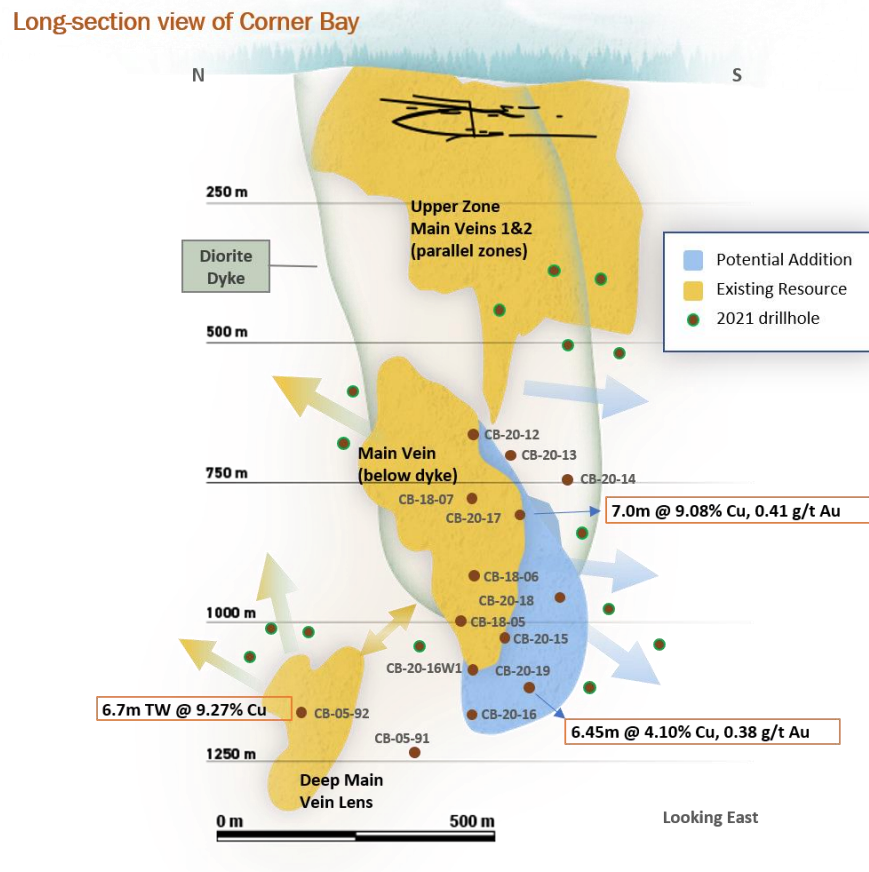 Long-section view of Corner Bay
N
S
250 m
Upper Zone
Main Veins 1&2
(parallel zones)
Diorite
Dyke
Potential Addition
Existing Resource
2021 drillhole
500 m
CB-20-12
Main Vein
(below dyke)
CB-20-13
750 m
CB-20-14
CB-18-07
CB-20-17
7.0m @ 9.08% Cu, 0.41 g/t Au
CB-18-06
CB-20-18
1000 m
CB-18-05
CB-20-15
CB-20-16W1
CB-20-19
6.7m TW @ 9.27% Cu
CB-05-92
CB-20-16
6.45m @ 4.10% Cu, 0.38 g/t Au
CB-05-91
1250 m
Deep Main
Vein Lens
0 m
500 m
Looking East